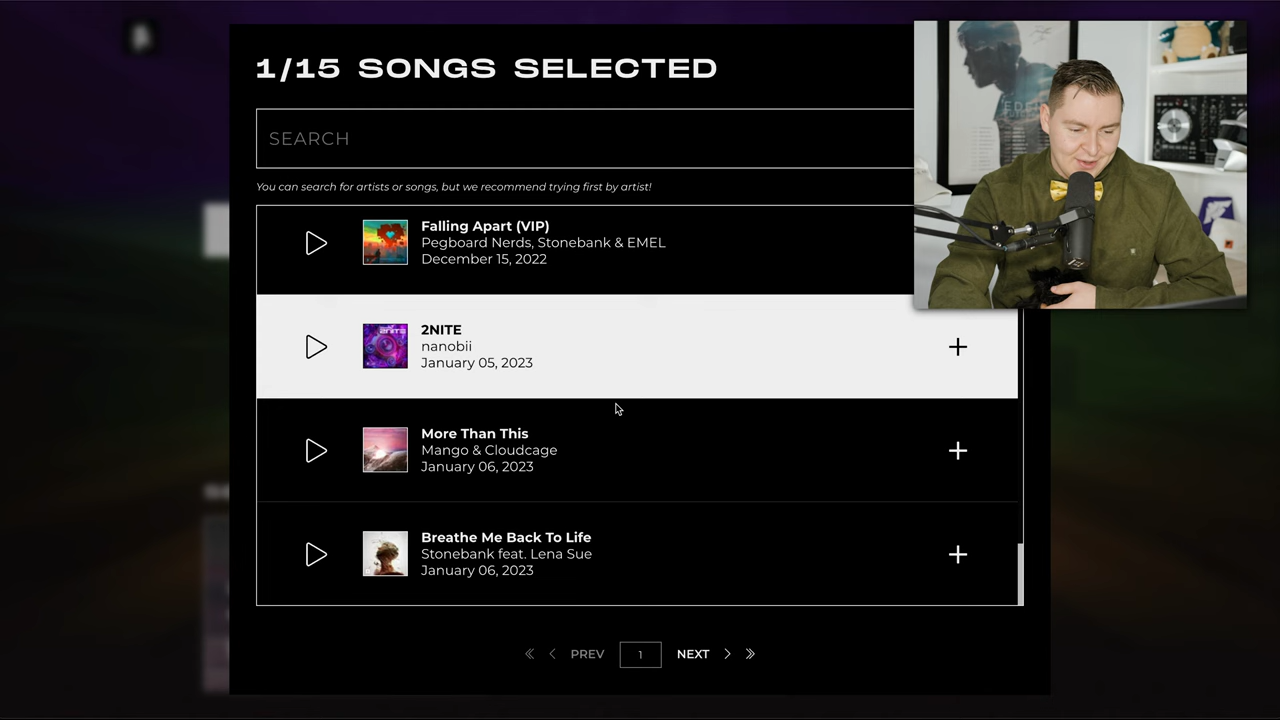 1/15 SONGS SELECTED
SEARCH
You can search for artists or songs, but we recommend trying first by artist!
Falling Apart (VIP)
Pegboard Nerds, Stonebank & EMEL
December 15, 2022
2NITE
nanobii
January 05, 2023
More Than This
Mango & Cloudcage
January 06, 2023
Breathe Me Back To Life
Stonebank feat. Lena Sue
January 06, 2023
PREV
1
NEXT